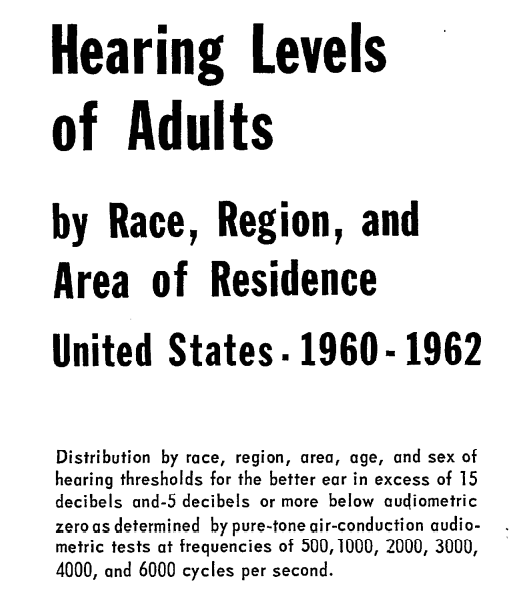 Hearing Levels
of Adults
by Race, Region, and
Area of Residence
United States · 1960 - 1962
Distribution by race, region, area, age, and sex of
hearing thresholds for the better ear in excess of 15
decibels and-5 decibels or more below audiometric
zero as determined by pure-tone air-conduction audio-
metric tests at frequencies of 500, 1000, 2000, 3000,
4000, and 6000 cycles per second.